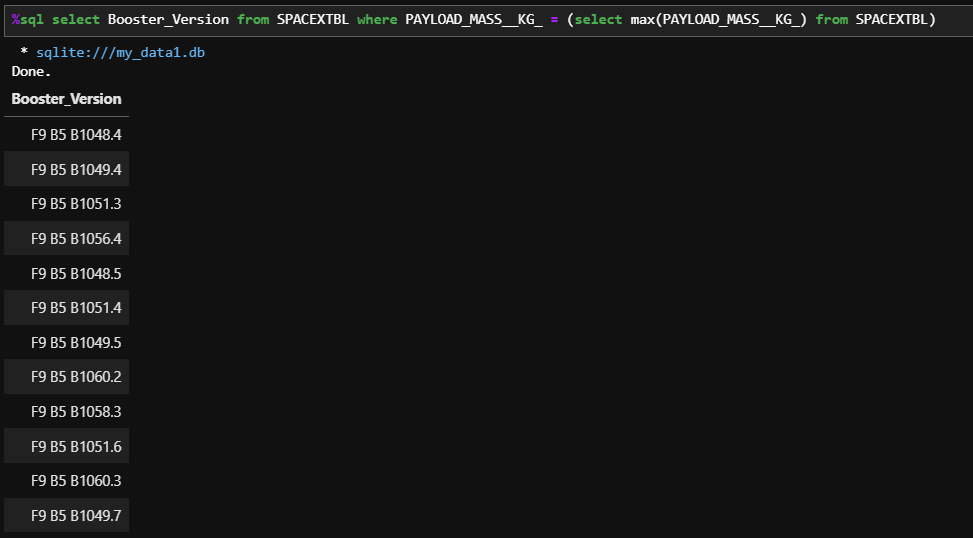 %sql select Booster_Version from SPACEXTBL where PAYLOAD_MASS__KG_ = (select max(PAYLOAD_MASS__KG_) from SPACEXTBL)
* sqlite:///my_data1.db
Done.
Booster_Version
F9 B5 B1048.4
F9 B5 B1049.4
F9 B5 B1051.3
F9 B5 B1056.4
F9 B5 B1048.5
F9 B5 B1051.4
F9 B5 B1049.5
F9 B5 B1060.2
F9 B5 B1058.3
F9 B5 B1051.6
F9 B5 B1060.3
F9 B5 B1049.7